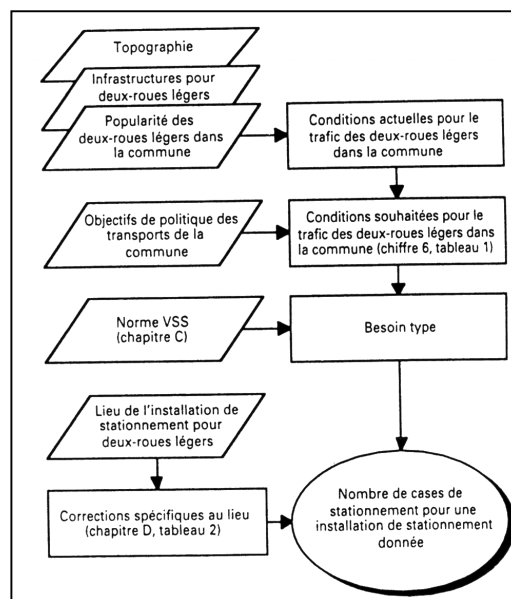 Topographie
Infrastructures pour
deux-roues légers
Popularité des
deux-roues légers dans
la commune
Conditions actuelles pour le
trafic des deux-roues légers
dans la commune
Objectifs de politique des
transports de la
commune
Conditions souhaitées pour le
trafic des deux-roues légers dans
la commune (chiffre 6, tableau 1)
Norme VSS
(chapitre C)
Besoin type
Lieu de l'installation de
stationnement pour
deux-roues légers
Corrections spécifiques au lieu
(chapitre D, tableau 2)
Nombre de cases de
stationnement pour une
installation de stationnement
donnée